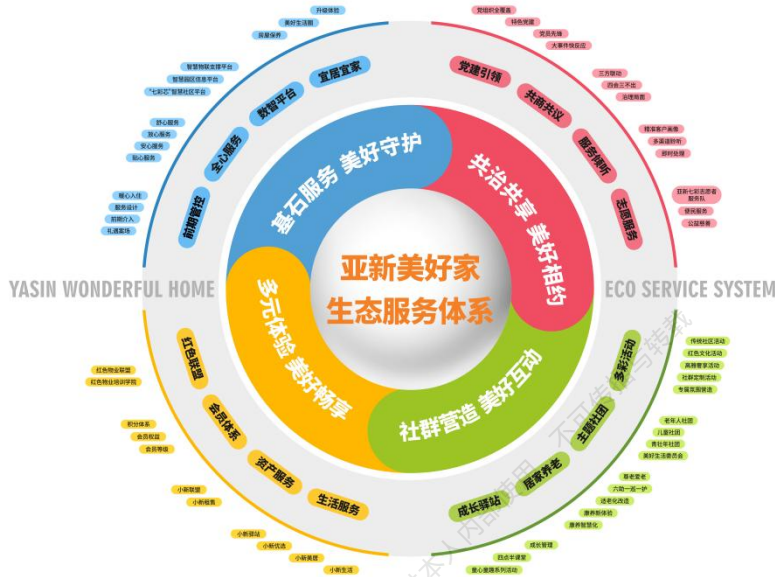 升级体验
美好生活圈
房屋保养
智慧物联支撑平台
智慧园区信息平台
“七彩芯”智慧社区平台
舒心服务
放心服务
安心服务
贴心服务
暖心入住
服务设计
前期介入
礼遇案场
宜居宜家
数智平台
全心服务
前期管控
党组织全覆盖
特色党建
党员先锋
大事件快反应
三方联动
四会三不出
治理有面
精准客户画像
多渠道聆听
即时处理
亚新七彩志愿者
服务队
便民服务
公益慈善
党建引领
共商共议
服务倾听
志愿服务
基石服务 美好守护
共治共享 美好相约
亚新美好家
生态服务体系
YASIN WONDERFUL HOME
ECO SERVICE SYSTEM
多元体验 美好畅享
社群营造 美好互动
红色联盟
会员体系
资产服务
生活服务
红色物业联盟
红色物业培训学院
积分体系
会员权益
会员等级
小新联盟
小新租售
小新驿站
小新优选
小新美居
小新生活
多彩活动
主题社团
居家养老
成长驿站
传统社区活动
红色文化活动
高雅尊享活动
社群定制活动
专属氛围营造
老年人社团
儿童社团
青壮年社团
美好生活委员会
尊老爱老
六助一巡一护
适老化改造
康养新体验
康养智慧化
成长管理
四点半课堂
童心童趣系列活动